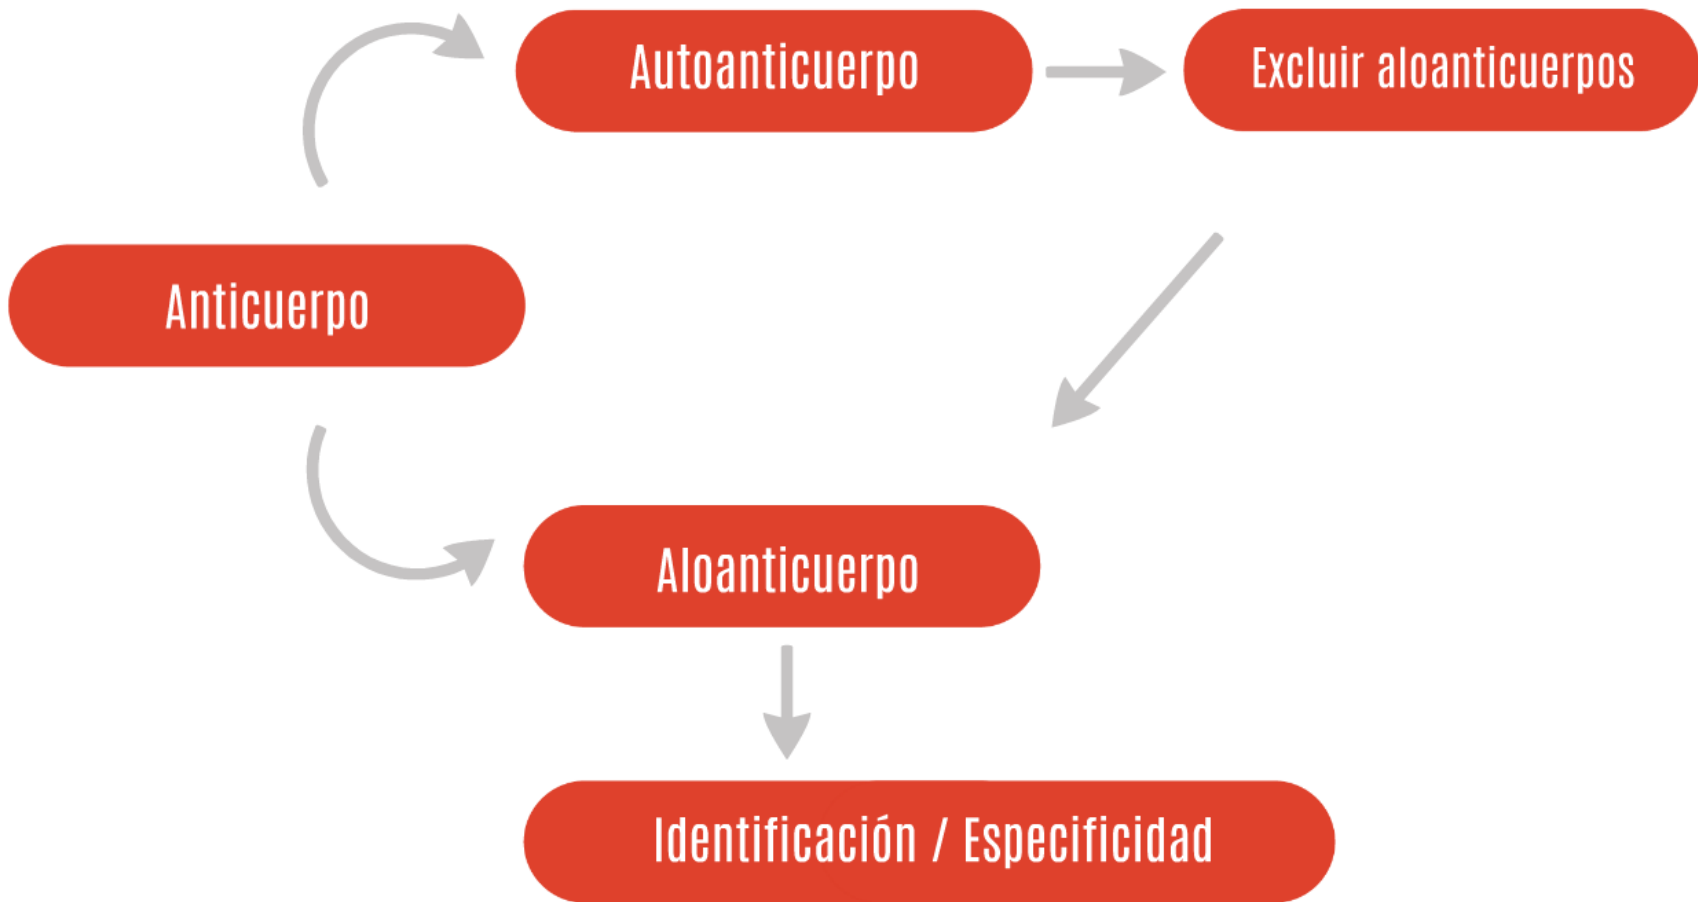 Autoanticuerpo
Excluir aloanticuerpos
Anticuerpo
Aloanticuerpo
Identificación / Especificidad